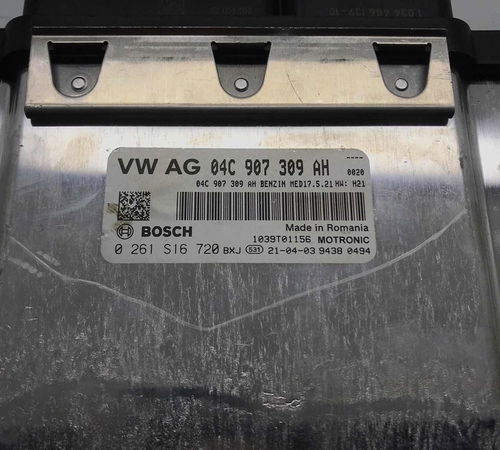 VW AG 04C 907 309 AH ---- 0020
04C 907 309 AH BENZIN MED17.5.21 HW: H21
BOSCH Made in Romania
1039T01156 MOTRONIC
0 261 S16 720 BXJ 531 21-04-03 9438 0494